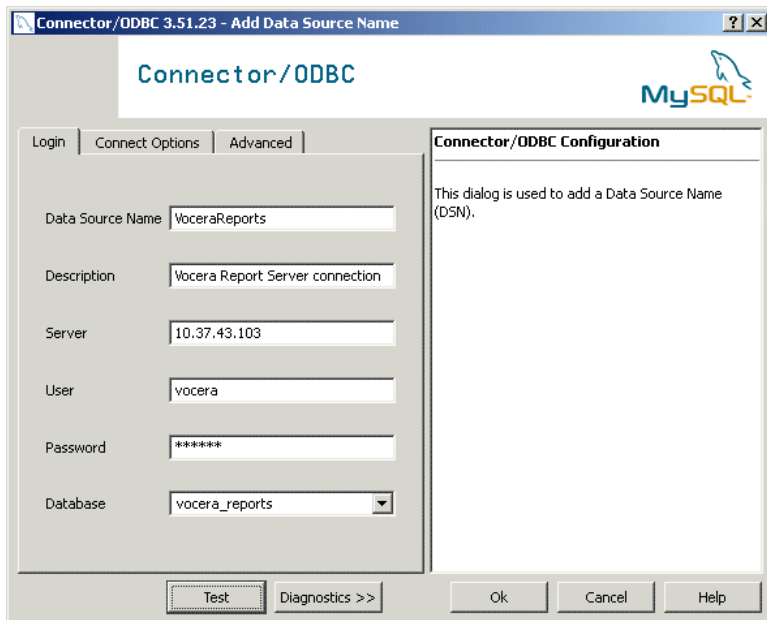 Connector/ODBC 3.51.23 - Add Data Source Name
Connector/ODBC
MySQL
Login
Connect Options
Advanced
Data Source Name
VoceraReports
Description
Vocera Report Server connection
Server
10.37.43.103
User
vocera
Password
******
Database
vocera_reports
Connector/ODBC Configuration
This dialog is used to add a Data Source Name
(DSN).
Test
Diagnostics >>
Ok
Cancel
Help